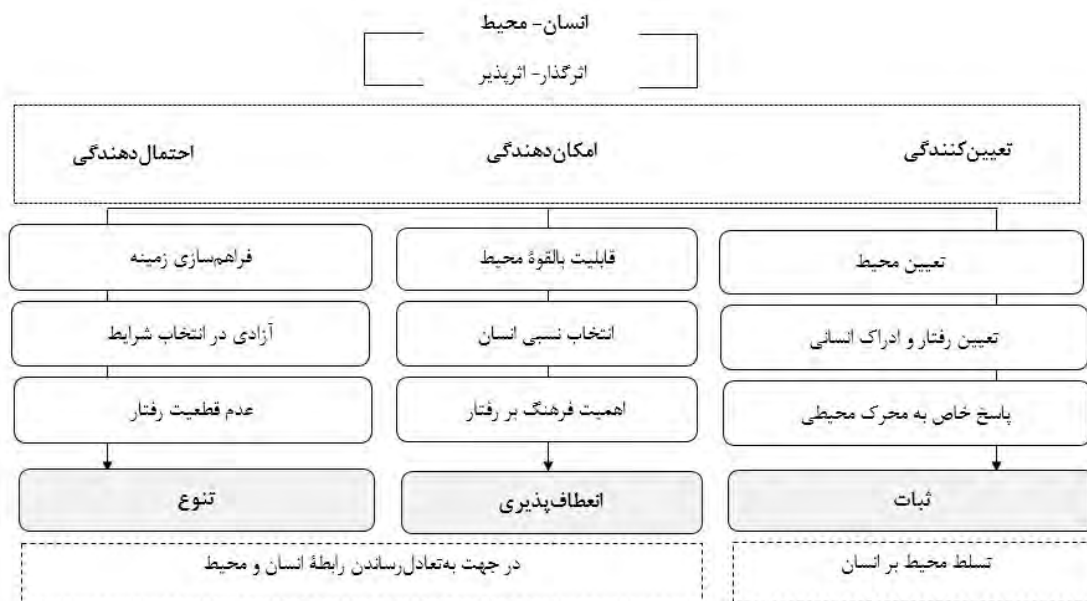 انسان- محیط
اثرگذار- اثرپذیر
تعیین‌کنندگی
امکان‌دهندگی
احتمال‌دهندگی
تعیین محیط
قابلیت بالقوۀ محیط
فراهم‌سازی زمینه
تعیین رفتار و ادراک انسانی
انتخاب نسبی انسان
آزادی در انتخاب شرایط
پاسخ خاص به محرک محیطی
اهمیت فرهنگ بر رفتار
عدم قطعیت رفتار
ثبات
انعطاف‌پذیری
تنوع
تسلط محیط بر انسان
در جهت به‌تعادل‌رساندن رابطۀ انسان و محیط